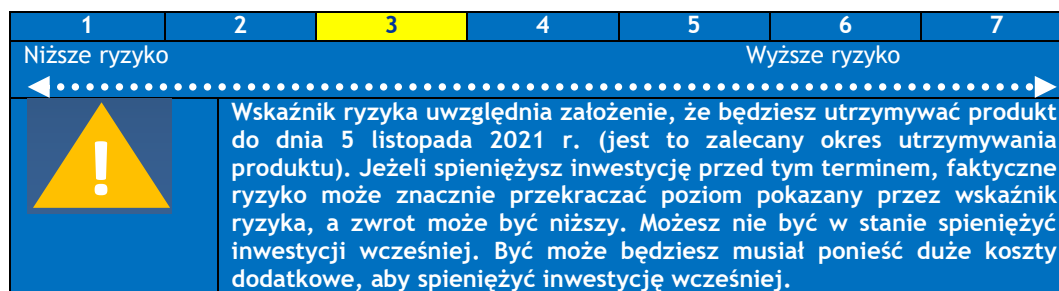 1 2 3 4 5 6 7
Niższe ryzyko Wyższe ryzyko
!
Wskaźnik ryzyka uwzględnia założenie, że będziesz utrzymywać produkt
do dnia 5 listopada 2021 r. (jest to zalecany okres utrzymywania
produktu). Jeżeli spieniężysz inwestycję przed tym terminem, faktyczne
ryzyko może znacznie przekraczać poziom pokazany przez wskaźnik
ryzyka, a zwrot może być niższy. Możesz nie być w stanie spieniężyć
inwestycji wcześniej. Być może będziesz musiał ponieść duże koszty
dodatkowe, aby spieniężyć inwestycję wcześniej.